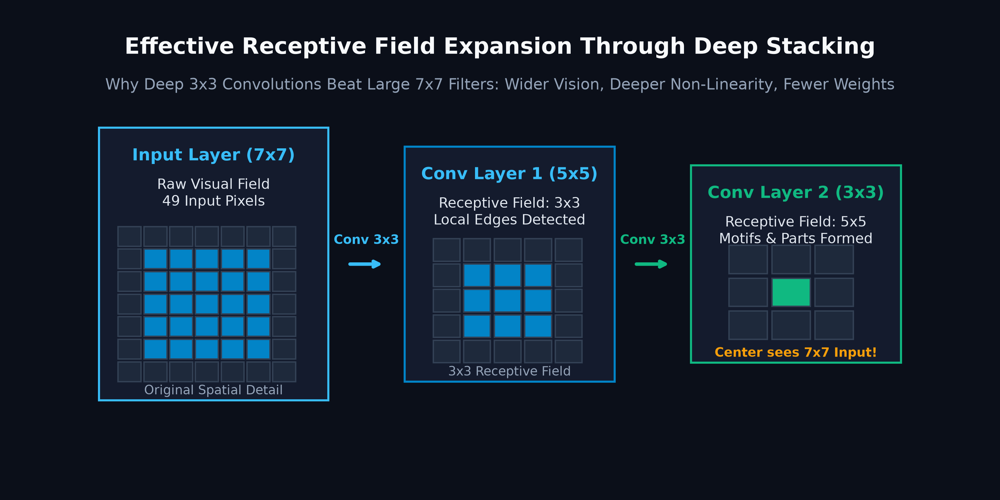 Effective Receptive Field Expansion Through Deep Stacking
Why Deep 3x3 Convolutions Beat Large 7x7 Filters: Wider Vision, Deeper Non-Linearity, Fewer Weights
Input Layer (7x7)
Raw Visual Field
49 Input Pixels
Original Spatial Detail
Conv 3x3
Conv Layer 1 (5x5)
Receptive Field: 3x3
Local Edges Detected
3x3 Receptive Field
Conv 3x3
Conv Layer 2 (3x3)
Receptive Field: 5x5
Motifs & Parts Formed
Center sees 7x7 Input!